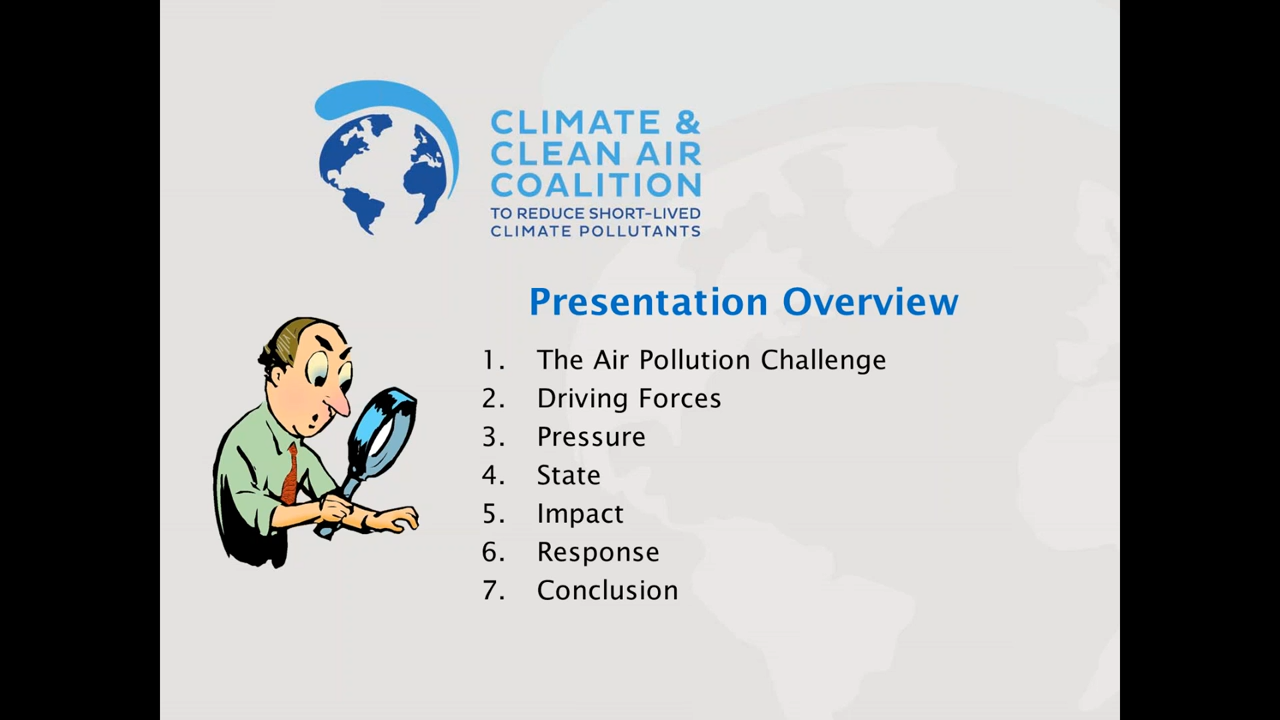 CLIMATE &
CLEAN AIR
COALITION
TO REDUCE SHORT-LIVED
CLIMATE POLLUTANTS
Presentation Overview
1. The Air Pollution Challenge
2. Driving Forces
3. Pressure
4. State
5. Impact
6. Response
7. Conclusion